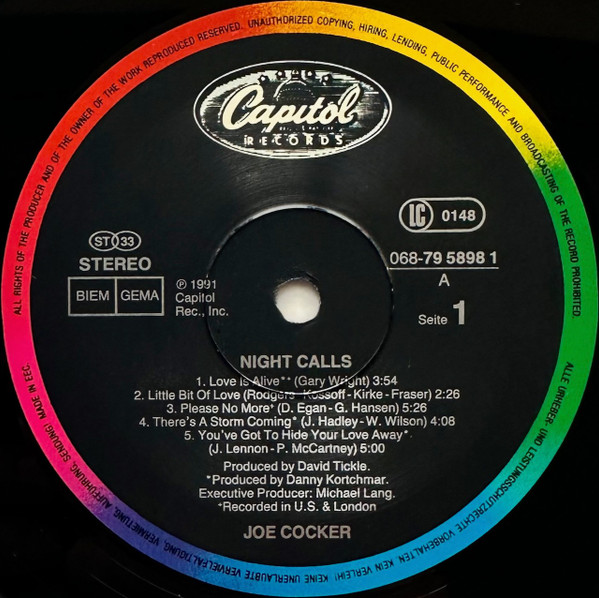 ALL RIGHTS OF THE PRODUCER AND OF THE OWNER OF THE WORK REPRODUCED RESERVED. UNAUTHORIZED COPYING, HIRING, LENDING, PUBLIC PERFORMANCE AND BROADCASTING OF THE RECORD PROHIBITED.
Capitol
RECORDS
LC 0148
ST 33
STEREO
BIEM GEMA
℗ 1991
Capitol
Rec., Inc.
068-79 5898 1
A
Seite 1
NIGHT CALLS
1. Love is Alive** (Gary Wright) 3:54
2. Little Bit Of Love (Rodgers - Kossoff - Kirke - Fraser) 2:26
3. Please No More* (D. Egan - G. Hansen) 5:26
4. There's A Storm Coming* (J. Hadley - W. Wilson) 4:08
5. You've Got To Hide Your Love Away*
(J. Lennon - P. McCartney) 5:00
Produced by David Tickle.
*Produced by Danny Kortchmar.
Executive Producer: Michael Lang.
*Recorded in U.S. & London
JOE COCKER
ALLE URHEBER- UND LEISTUNGSSCHUTZRECHTE VORBEHALTEN KEIN VERLEIH! KEINE UNERLAUBTE VERVIELFÄLTIGUNG, VERMIETUNG, AUFFÜHRUNG, SENDUNG! MADE IN EEC.